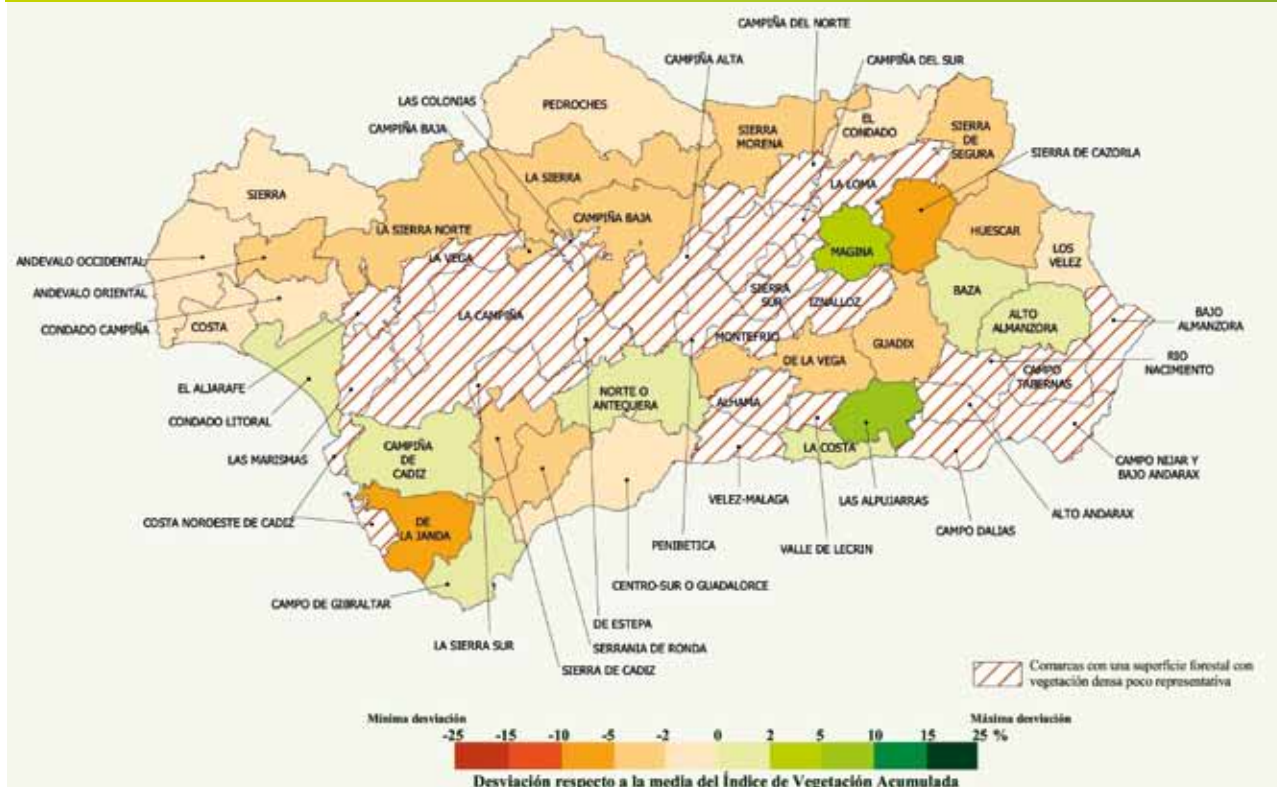 CAMPIÑA DEL NORTE
CAMPIÑA ALTA
CAMPIÑA DEL SUR
LAS COLONIAS
PEDROCHES
EL
CONDADO
CAMPIÑA BAJA
SIERRA
MORENA
SIERRA
DE
SEGURA
SIERRA DE CAZORLA
LA SIERRA
LA LOMA
SIERRA
CAMPIÑA BAJA
LA SIERRA NORTE
HUESCAR
LOS
VELEZ
MAGINA
LA VEGA
ANDEVALO OCCIDENTAL
ANDEVALO ORIENTAL
SIERRA
SUR
IZNALLOZ
BAZA
LA CAMPIÑA
ALTO
ALMANZORA
BAJO
ALMANZORA
CONDADO CAMPIÑA
COSTA
MONTEFRIO
GUADIX
DE LA VEGA
RIO
NACIMIENTO
CAMPO
TABERNAS
EL ALJARAFE
NORTE O
ANTEQUERA
ALHAMA
CONDADO LITORAL
CAMPIÑA
DE
CADIZ
LA COSTA
LAS MARISMAS
CAMPO NIJAR Y
BAJO ANDARAX
VELEZ-MALAGA
LAS ALPUJARRAS
ALTO ANDARAX
COSTA NOROESTE DE CADIZ
DE
LA JANDA
CAMPO DALIAS
PENIBETICA
VALLE DE LECRIN
CENTRO-SUR O GUADALORCE
CAMPO DE GIBRALTAR
DE ESTEPA
LA SIERRA SUR
SERRANIA DE RONDA
SIERRA DE CADIZ
Comarcas con una superficie forestal con
vegetación densa poco representativa
Mínima desviación
Máxima desviación
-25 -15 -10 -5 -2 0 2 5 10 15 25 %
Desviación respecto a la media del Índice de Vegetación Acumulada